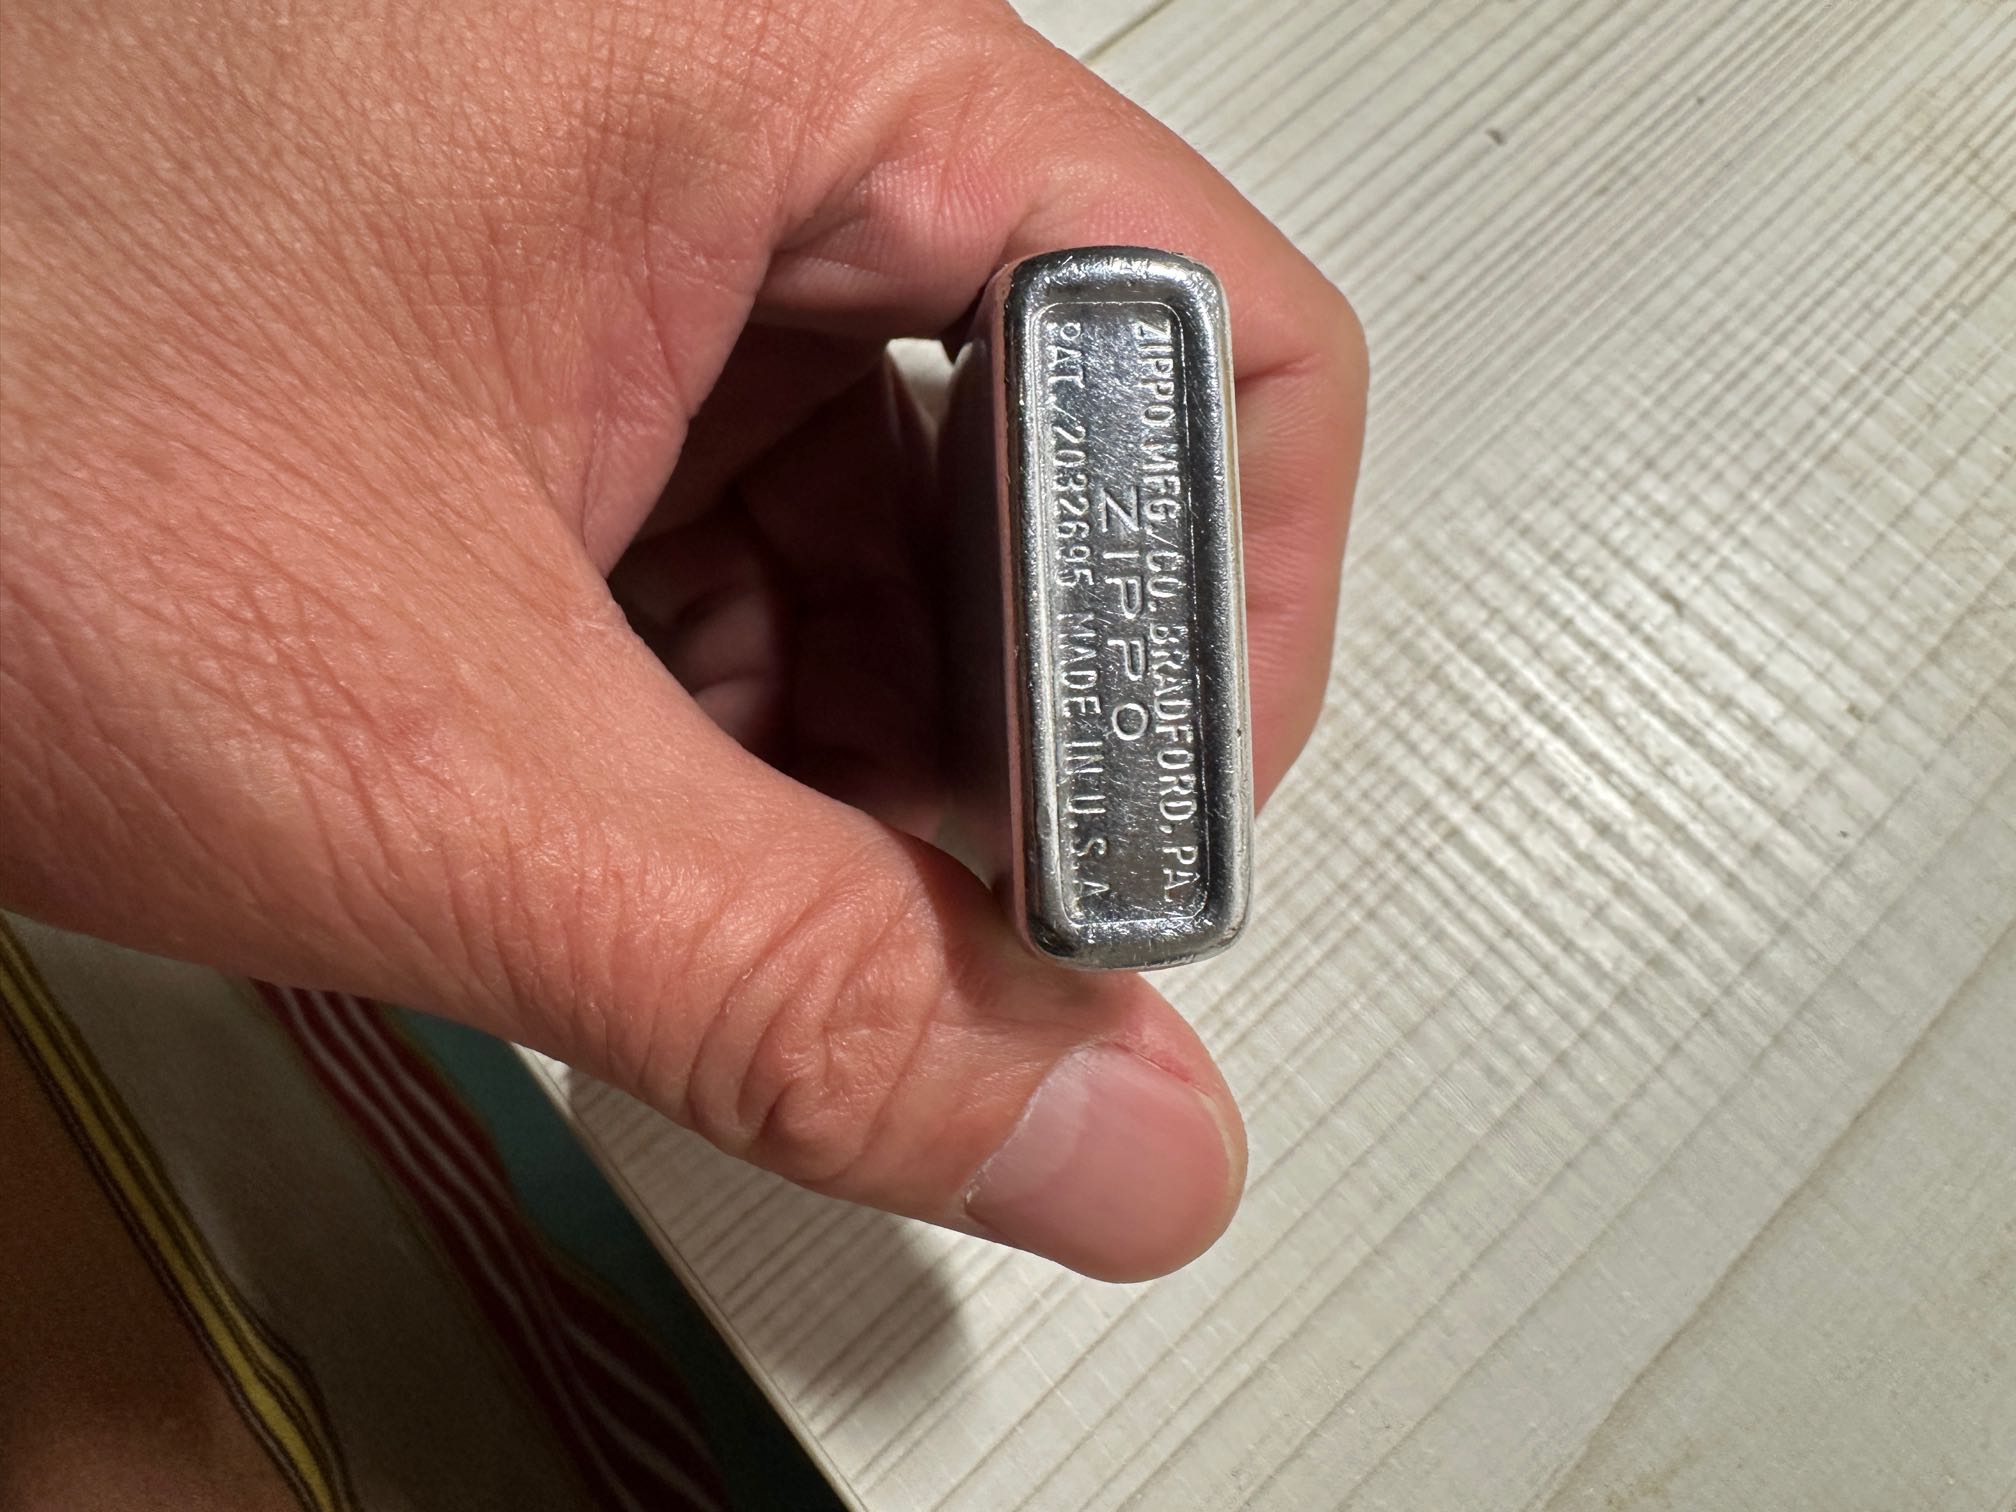 ZIPPO MFG. CO. BRADFORD, PA.
ZIPPO
PAT. 2032695 MADE IN U.S.A.